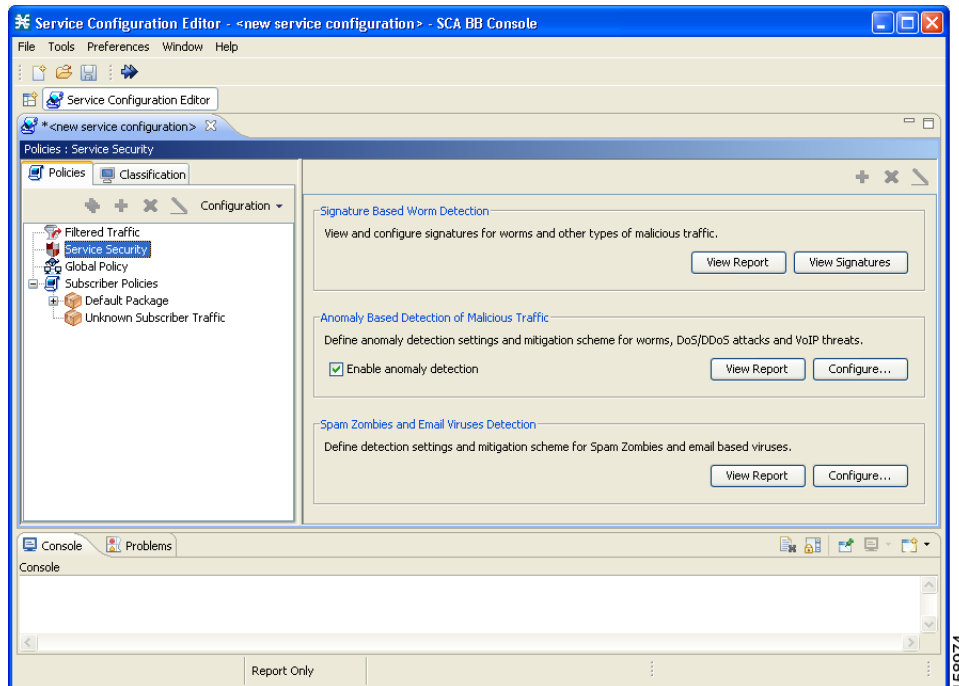 Service Configuration Editor - <new service configuration> - SCA BB Console
File Tools Preferences Window Help
Service Configuration Editor
*<new service configuration>
Policies : Service Security
Policies
Classification
Configuration
Filtered Traffic
Service Security
Global Policy
Subscriber Policies
Default Package
Unknown Subscriber Traffic
Signature Based Worm Detection
View and configure signatures for worms and other types of malicious traffic.
View Report
View Signatures
Anomaly Based Detection of Malicious Traffic
Define anomaly detection settings and mitigation scheme for worms, DoS/DDoS attacks and VoIP threats.
Enable anomaly detection
View Report
Configure...
Spam Zombies and Email Viruses Detection
Define detection settings and mitigation scheme for Spam Zombies and email based viruses.
View Report
Configure...
Console
Problems
Console
Report Only